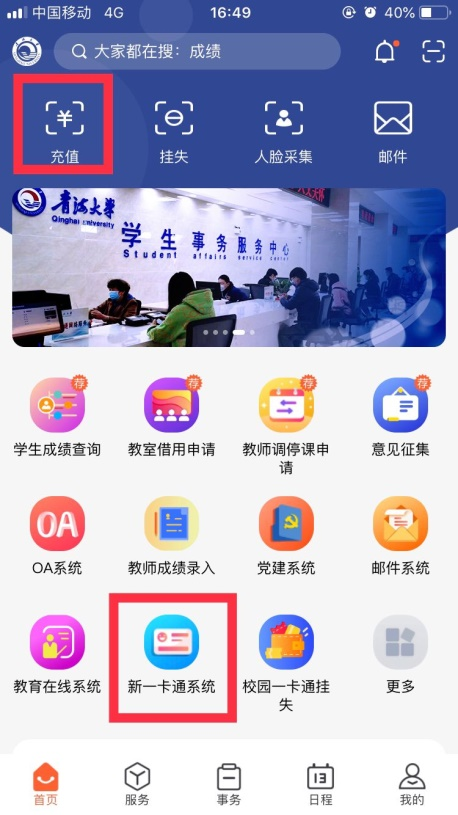 中国移动 4G 16:49 40%
大家都在搜：成绩
充值 挂失 人脸采集 邮件
青海大学
Qinghai University
学生事务服务中心
Student affairs service center
荐 荐 荐 荐
学生成绩查询 教室借用申请 教师调停课申请 意见征集
OA
OA系统 教师成绩录入 党建系统 邮件系统
教育在线系统 新一卡通系统 校园一卡通挂失 更多
13
首页 服务 事务 日程 我的